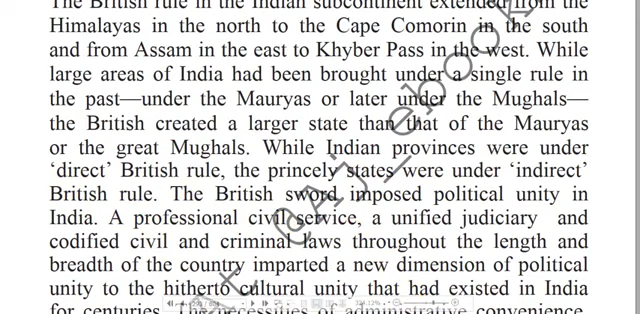 The British rule in the Indian subcontinent extended from the
Himalayas in the north to the Cape Comorin in the south
and from Assam in the east to Khyber Pass in the west. While
large areas of India had been brought under a single rule in
the past—under the Mauryas or later under the Mughals—
the British created a larger state than that of the Mauryas
or the great Mughals. While Indian provinces were under
‘direct’ British rule, the princely states were under ‘indirect’
British rule. The British sword imposed political unity in
India. A professional civil service, a unified judiciary and
codified civil and criminal laws throughout the length and
breadth of the country imparted a new dimension of political
unity to the hitherto cultural unity that had existed in India
for centuries. The necessities of administrative convenience,
At @Aj_ebook